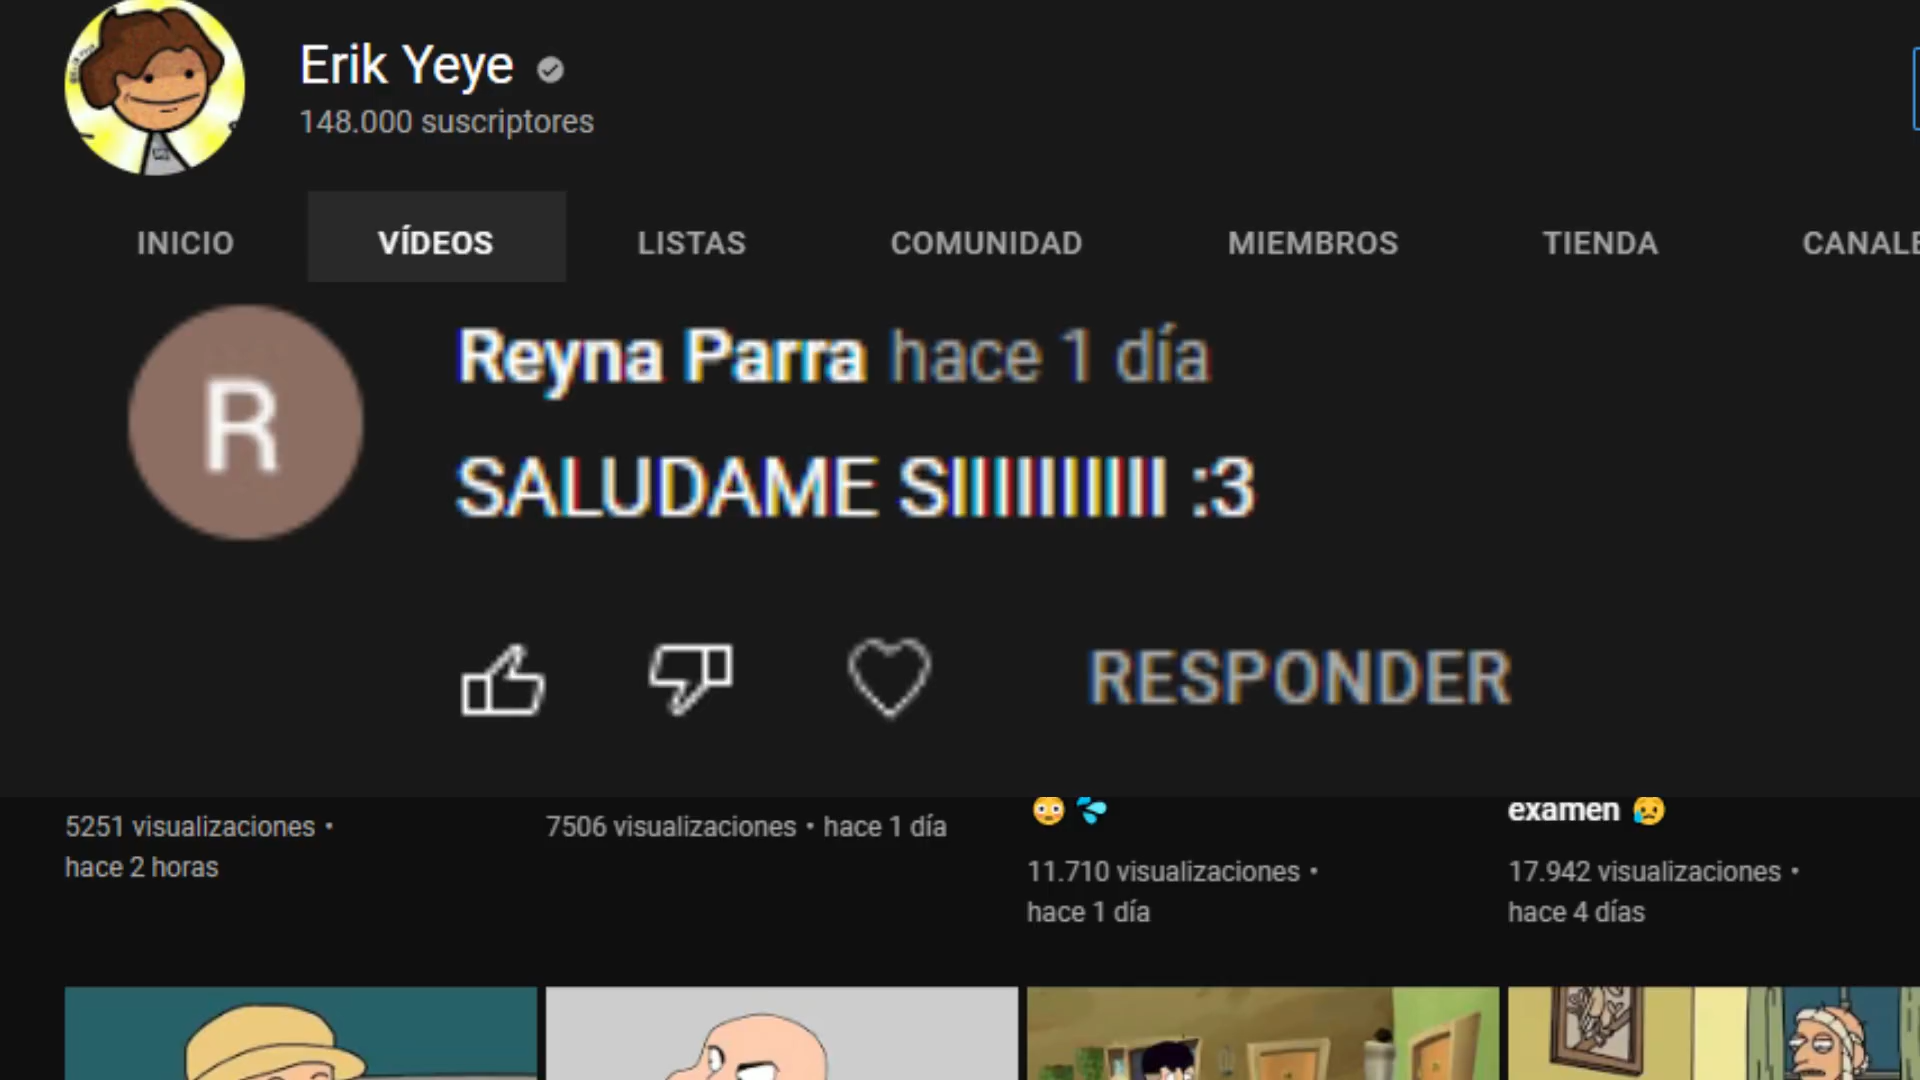 Erik Yeye
148.000 suscriptores
INICIO VÍDEOS LISTAS COMUNIDAD MIEMBROS TIENDA CANALE
R
Reyna Parra hace 1 día
SALUDAME SIIIIIIIIII :3
RESPONDER
5251 visualizaciones •
hace 2 horas
7506 visualizaciones • hace 1 día
😳 💦
11.710 visualizaciones •
hace 1 día
examen 😥
17.942 visualizaciones •
hace 4 días